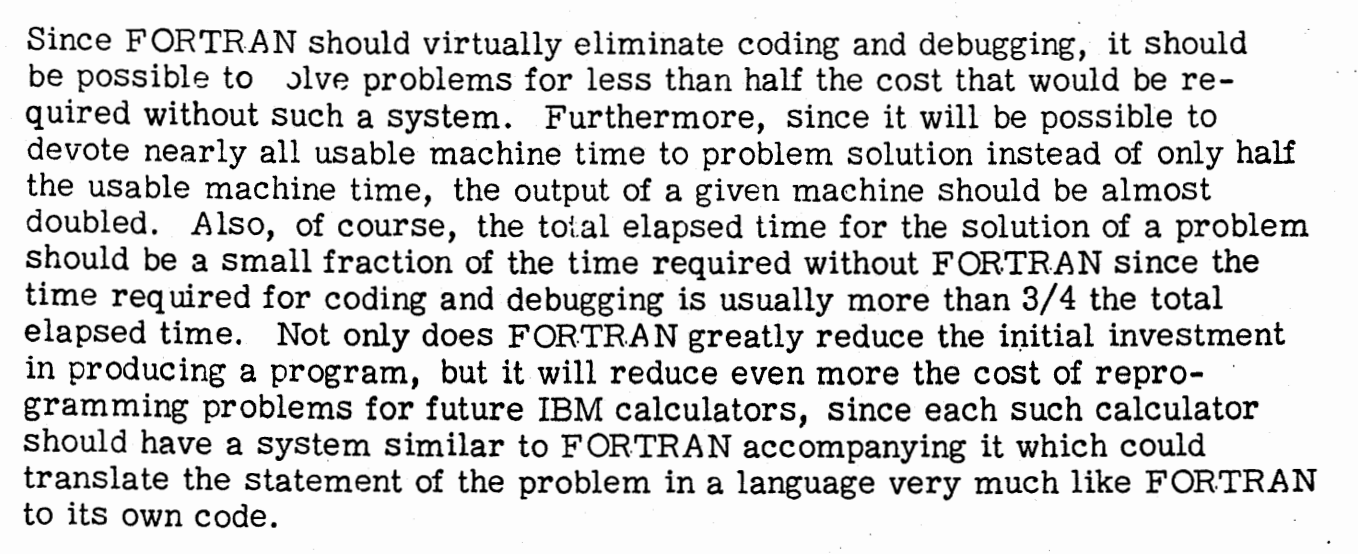 Since FORTRAN should virtually eliminate coding and debugging, it should
be possible to olve problems for less than half the cost that would be re-
quired without such a system. Furthermore, since it will be possible to
devote nearly all usable machine time to problem solution instead of only half
the usable machine time, the output of a given machine should be almost
doubled. Also, of course, the total elapsed time for the solution of a problem
should be a small fraction of the time required without FORTRAN since the
time required for coding and debugging is usually more than 3/4 the total
elapsed time. Not only does FORTRAN greatly reduce the initial investment
in producing a program, but it will reduce even more the cost of repro-
gramming problems for future IBM calculators, since each such calculator
should have a system similar to FORTRAN accompanying it which could
translate the statement of the problem in a language very much like FORTRAN
to its own code.